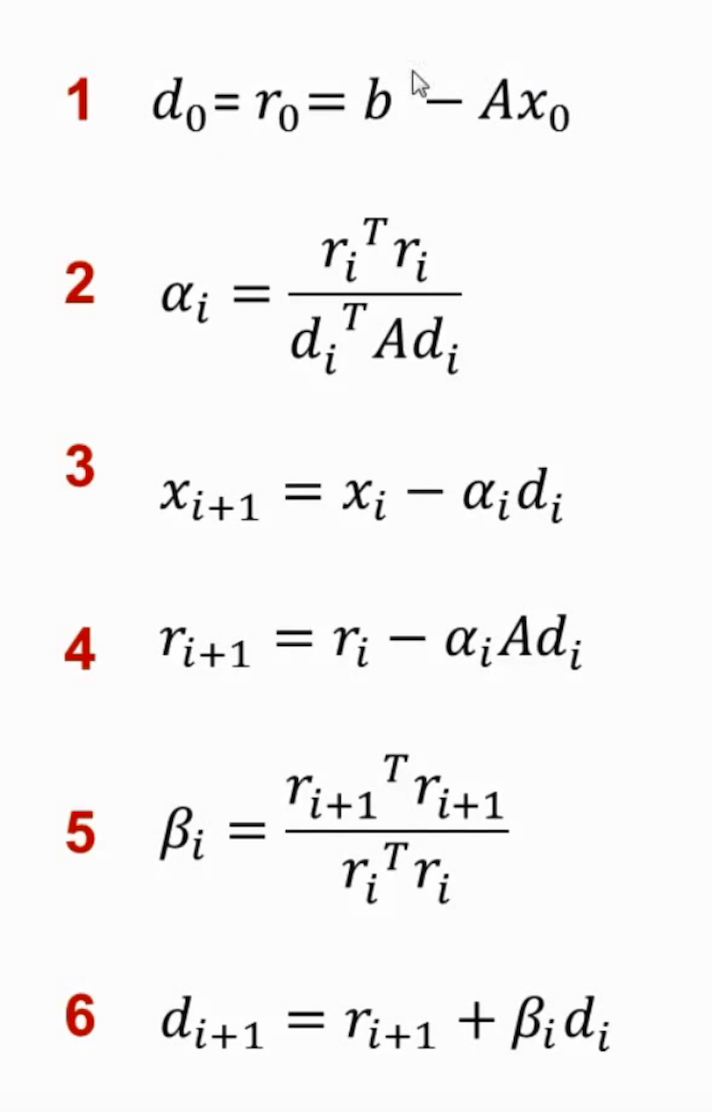 1 d₀ = r₀ = b − Ax₀
2 αᵢ = rᵢᵀrᵢ / dᵢᵀAdᵢ
3 xᵢ₊₁ = xᵢ − αᵢdᵢ
4 rᵢ₊₁ = rᵢ − αᵢAdᵢ
5 βᵢ = rᵢ₊₁ᵀrᵢ₊₁ / rᵢᵀrᵢ
6 dᵢ₊₁ = rᵢ₊₁ + βᵢdᵢ